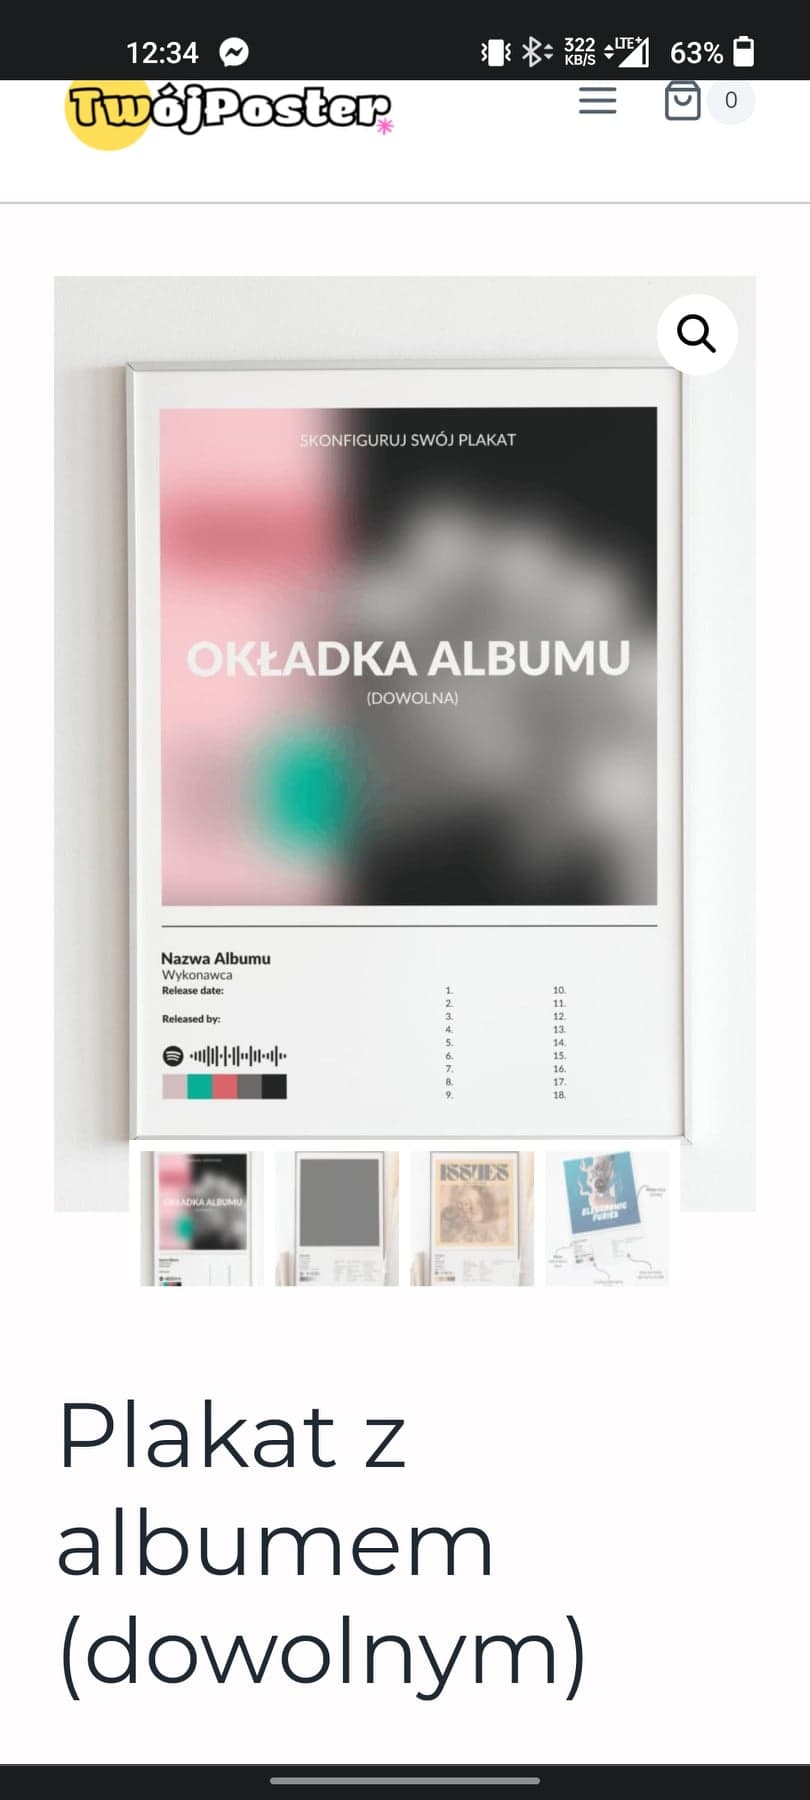 12:34
322
KB/S
LTE+
63%
TwójPoster
0
SKONFIGURUJ SWÓJ PLAKAT
OKŁADKA ALBUMU
(DOWOLNA)
Nazwa Albumu
Wykonawca
Release date:
Released by:
1.
2.
3.
4.
5.
6.
7.
8.
9.
10.
11.
12.
13.
14.
15.
16.
17.
18.
OKŁADKA ALBUMU
ISSUES
Plakat z
albumem
(dowolnym)